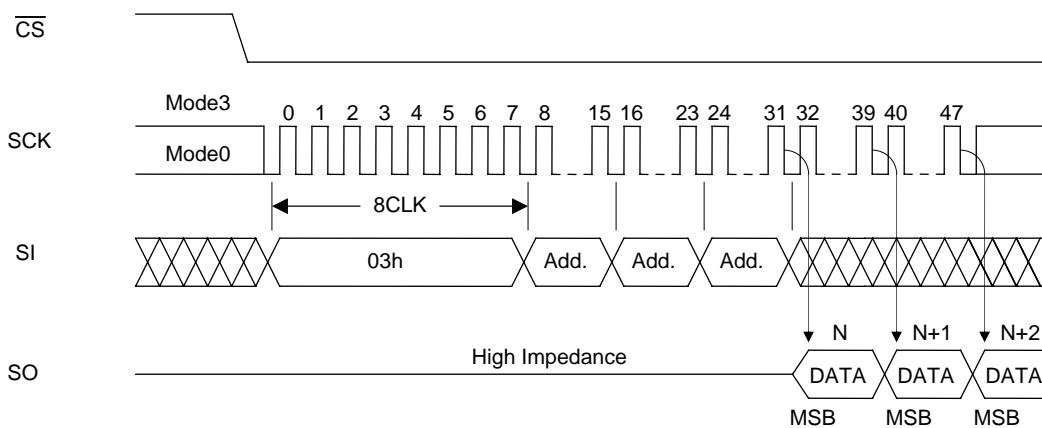 CS
Mode3
0 1 2 3 4 5 6 7 8 15 16 23 24 31 32 39 40 47
SCK
Mode0
8CLK
SI
03h Add. Add. Add.
N N+1 N+2
High Impedance
SO
DATA DATA DATA
MSB MSB MSB